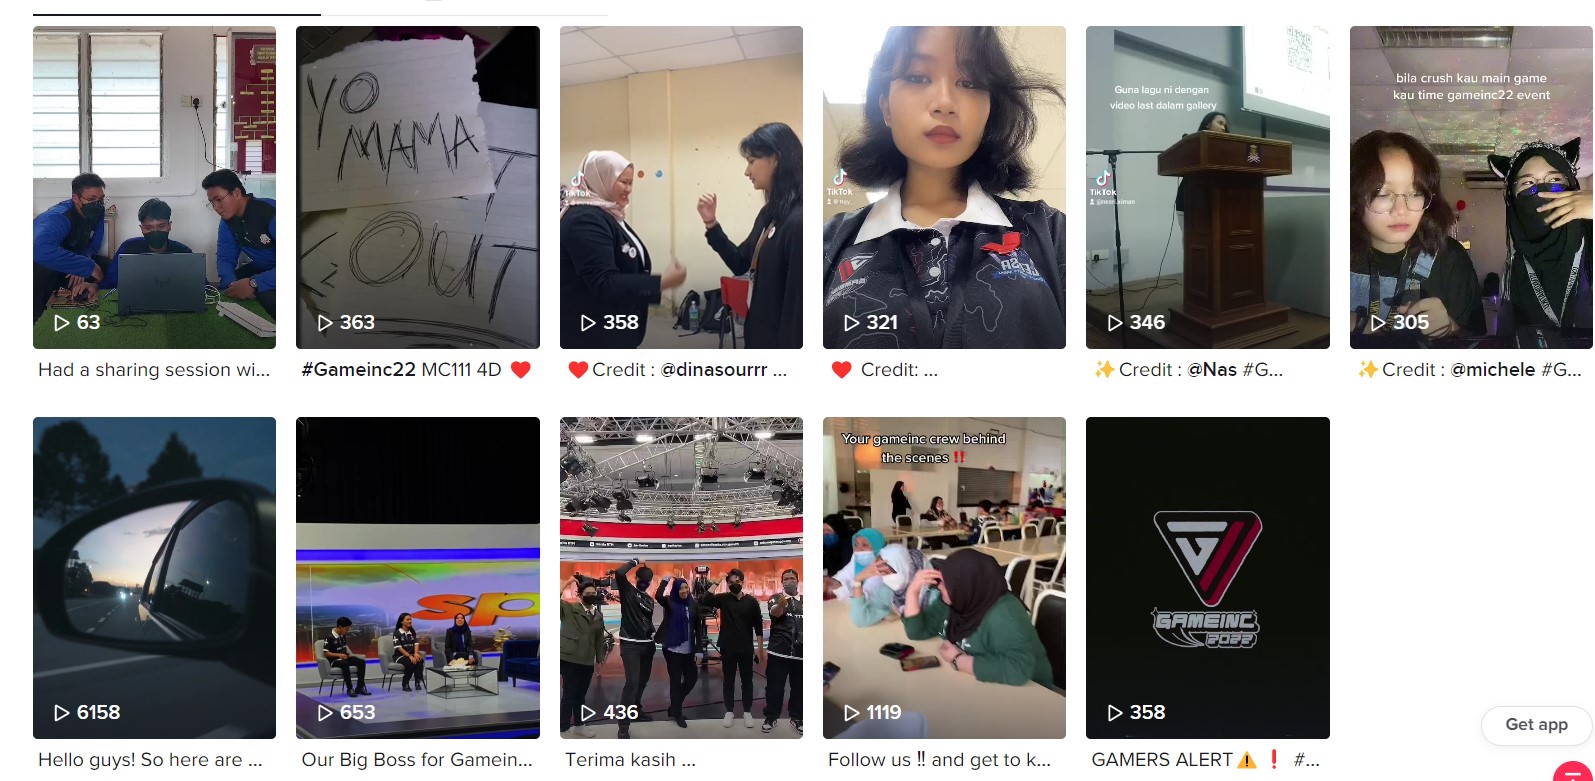 YO
MAMA
OUT
TikTok
TikTok
Guna lagu ni dengan
video last dalam gallery
TikTok
bila crush kau main game
kau time gameinc22 event
63
363
358
321
346
305
Had a sharing session wi...
#Gameinc22 MC111 4D ❤️
❤️Credit : @dinasourrr ...
❤️ Credit: ...
✨Credit : @Nas #G...
✨Credit : @michele #G...
sp
Your gameinc crew behind
the scenes ‼️
GAMEINC
2022
6158
653
436
1119
358
Hello guys! So here are ...
Our Big Boss for Gamein...
Terima kasih ...
Follow us ‼ and get to k...
GAMERS ALERT⚠️ ❗ #...
Get app